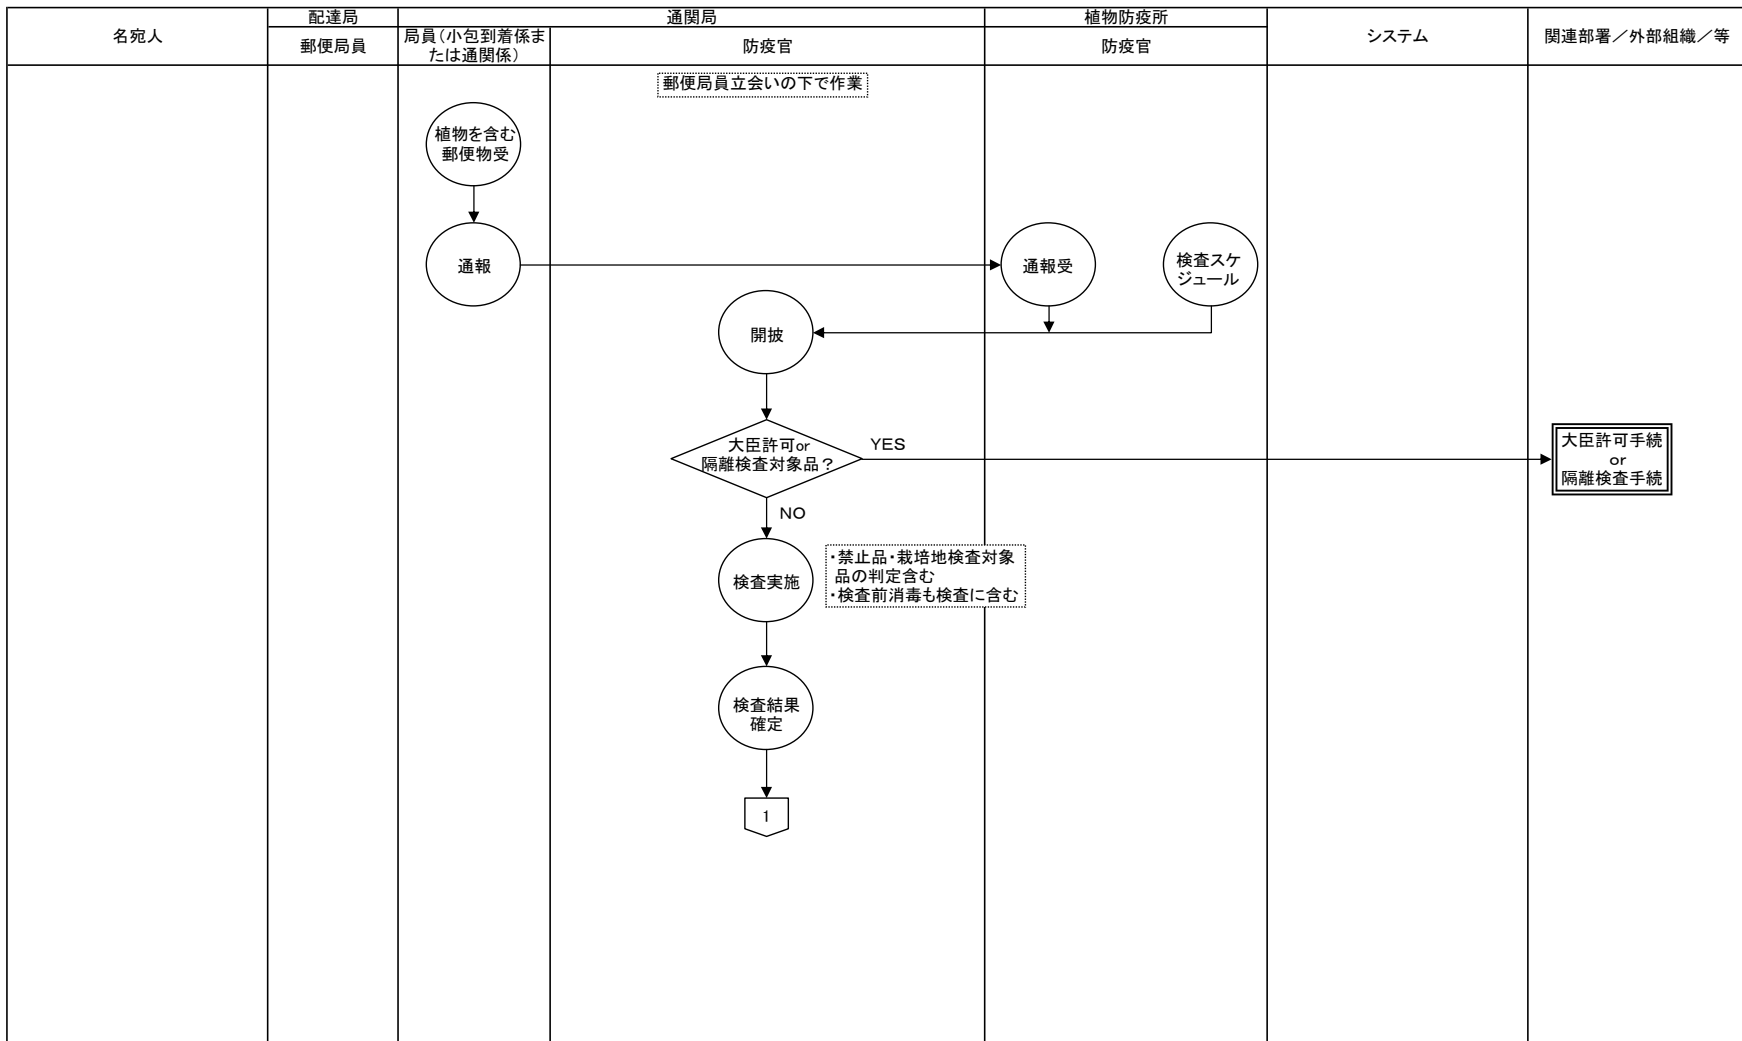 名宛人
配達局
郵便局員
通関局
局員(小包到着係ま
たは通関係)
防疫官
植物防疫所
防疫官
システム
関連部署/外部組織/等
郵便局員立会いの下で作業
植物を含む
郵便物受
通報
通報受
検査スケ
ジュール
開披
大臣許可or
隔離検査対象品?
YES
大臣許可手続
or
隔離検査手続
NO
検査実施
・禁止品・栽培地検査対象
品の判定含む
・検査前消毒も検査に含む
検査結果
確定
1